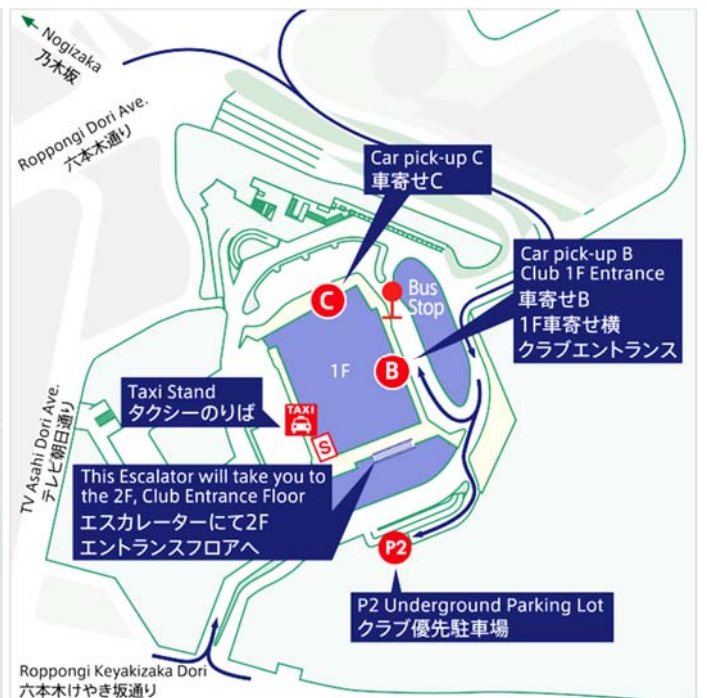 Nogizaka
乃木坂
Roppongi Dori Ave.
六本木通り
Car pick-up C
車寄せC
Car pick-up B
Club 1F Entrance
車寄せB
1F車寄せ横
クラブエントランス
Bus
Stop
C
1F
B
Taxi Stand
タクシーのりば
TAXI
S
TV Asahi Dori Ave.
テレビ朝日通り
This Escalator will take you to
the 2F, Club Entrance Floor
エスカレーターにて2F
エントランスフロアへ
P2
P2 Underground Parking Lot
クラブ優先駐車場
Roppongi Keyakizaka Dori
六本木けやき坂通り